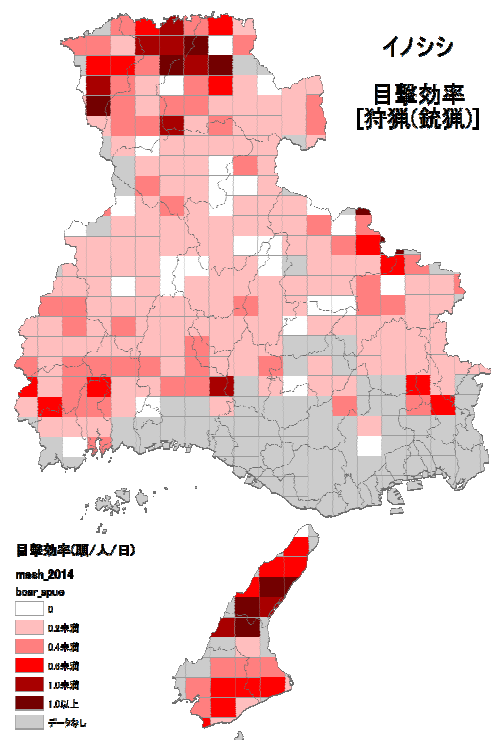 イノシシ
目撃効率
[狩猟(銃猟)]
目撃効率(頭/人/日)
mesh_2014
boar_spue
0
0.2未満
0.4未満
0.6未満
1.0未満
1.0以上
データなし